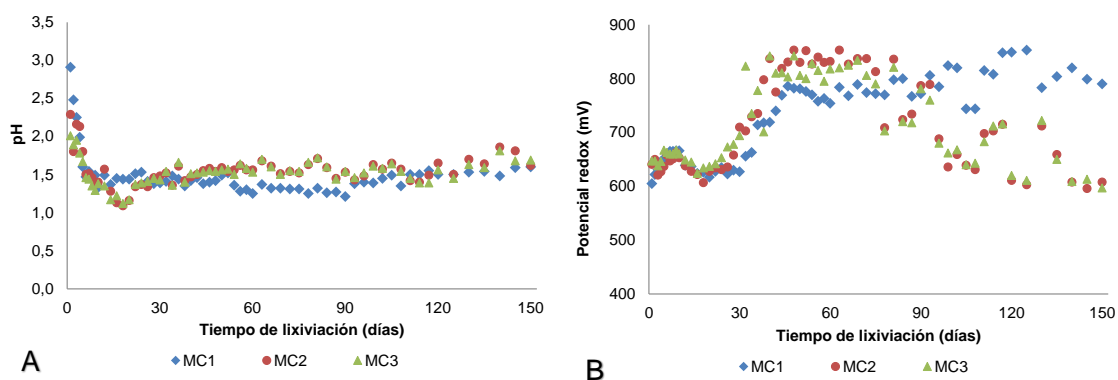 A
3,5
3,0
2,5
2,0
1,5
1,0
0,5
0,0
pH
0
30
60
90
120
150
Tiempo de lixiviación (días)
MC1
MC2
MC3
B
900
800
700
600
500
400
Potencial redox (mV)
0
30
60
90
120
150
Tiempo de lixiviación (días)
MC1
MC2
MC3